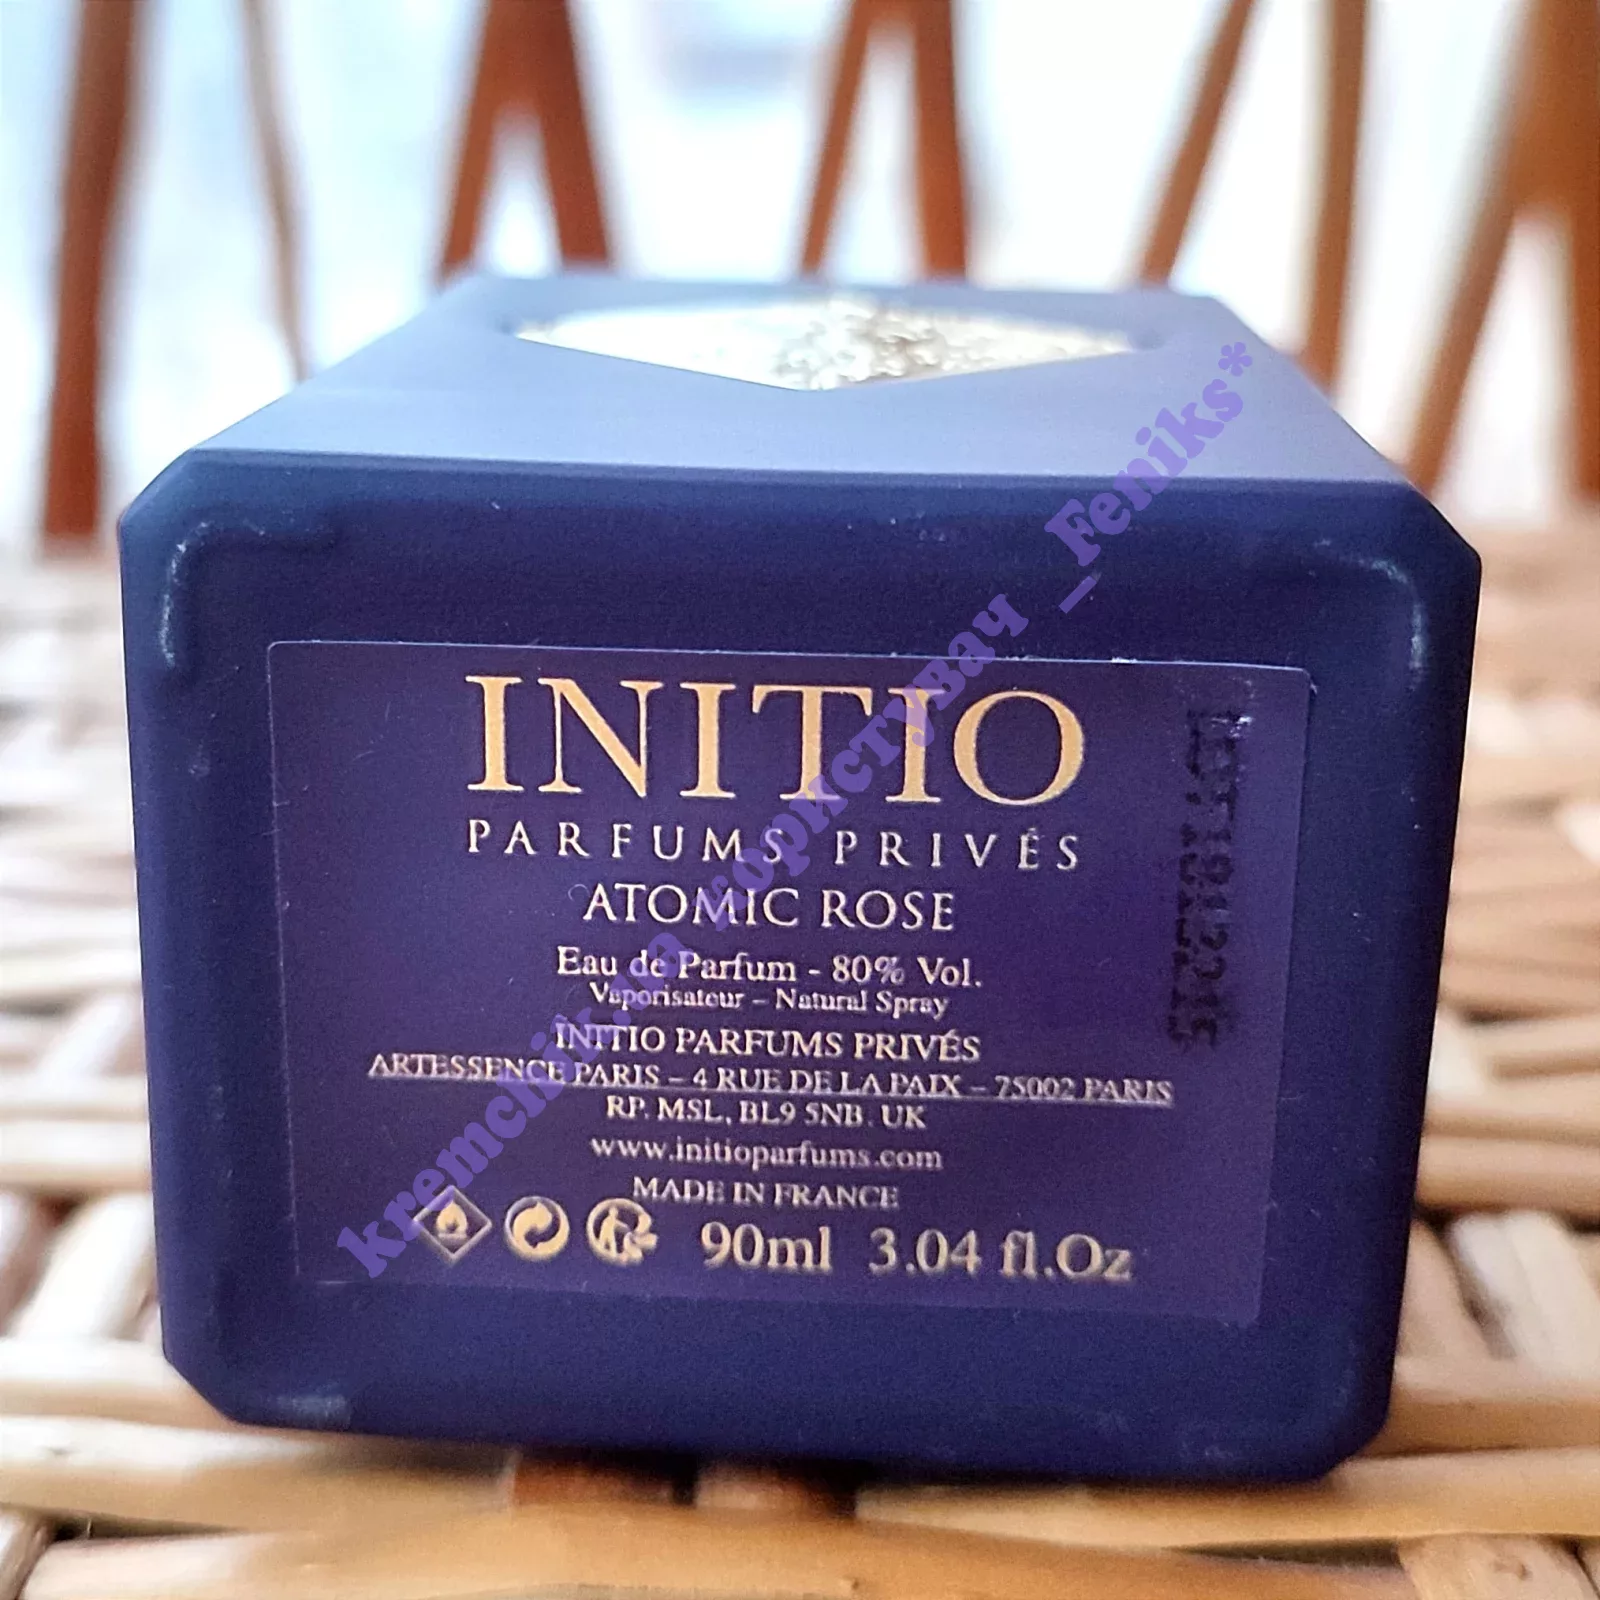 INITIO
PARFUMS PRIVÉS
ATOMIC ROSE
Eau de Parfum - 80% Vol.
Vaporisateur – Natural Spray
INITIO PARFUMS PRIVÉS
ARTESSENCE PARIS – 4 RUE DE LA PAIX – 75002 PARIS
RP. MSL, BL9 5NB. UK
www.initioparfums.com
MADE IN FRANCE
90ml 3.04 fl.Oz
kremchik.ua користувач _Feniks*